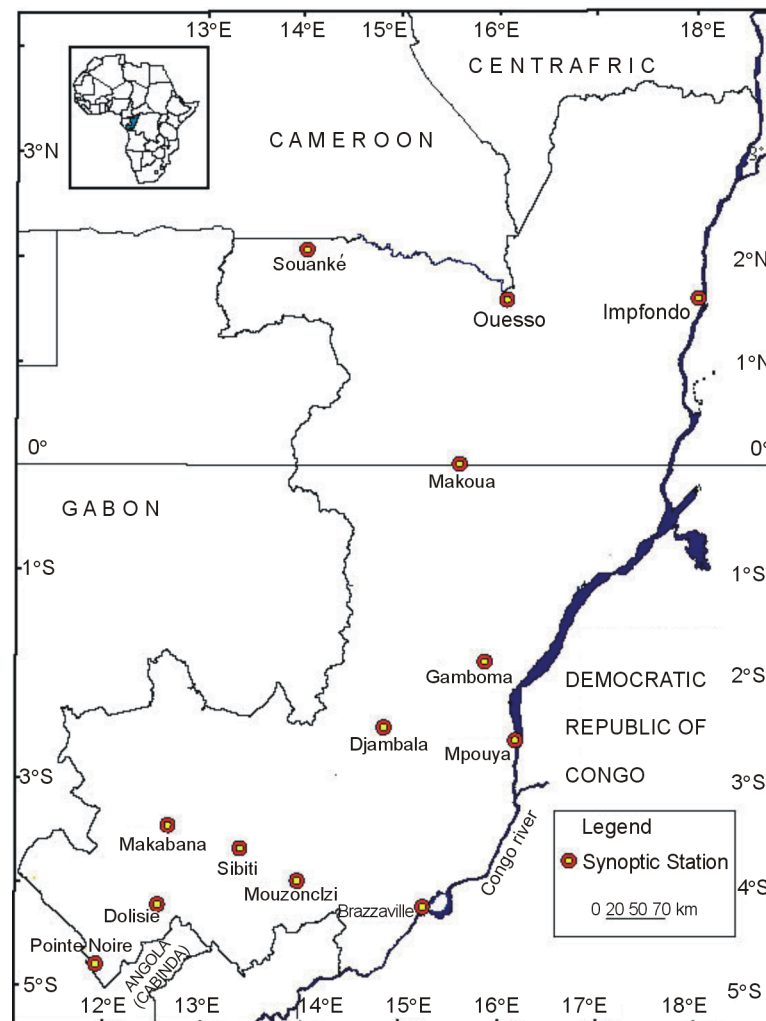 13°E 14°E 15°E 16°E 18°E
CENTRAFRIC
CAMEROON
3°N
3°
Souanké
2°N
Ouesso
Impfondo
1°N
0°
0°
Makoua
GABON
1°S
1°S
Gamboma
2°S
DEMOCRATIC
REPUBLIC OF
CONGO
Djambala
Mpouya
3°S
3°S
Makabana
Sibiti
Mouzonclzi
Congo river
Legend
Synoptic Station
0 20 50 70 km
4°S
Dolisie
Brazzaville
Pointe Noire
ANGOLA
(CABINDA)
5°S
5°S
12°E 13°E 14°E 15°E 16°E 17°E 18°E